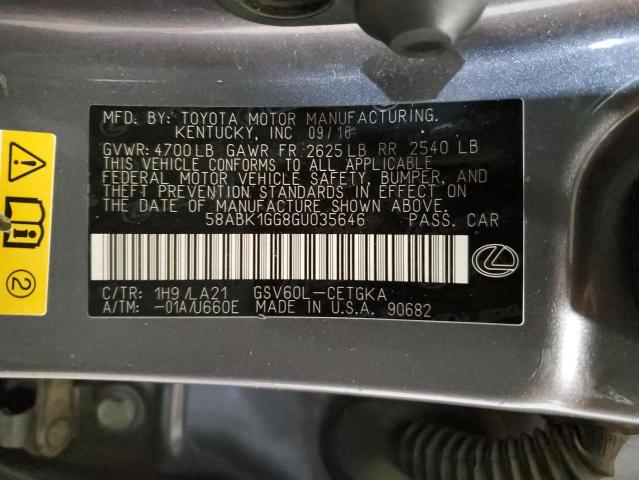 MFD. BY: TOYOTA MOTOR MANUFACTURING.
KENTUCKY, INC 09/16
GVWR: 4700LB GAWR FR 2625LB RR 2540 LB
THIS VEHICLE CONFORMS TO ALL APPLICABLE
FEDERAL MOTOR VEHICLE SAFETY, BUMPER, AND
THEFT PREVENTION STANDARDS IN EFFECT ON
THE DATE OF MANUFACTURE SHOWN ABOVE.
58ABK1GG8GU035646 PASS. CAR
C/TR: 1H9 /LA21 GSV60L-CETGKA
A/TM: -01A/U660E MADE IN U.S.A. 90682
2